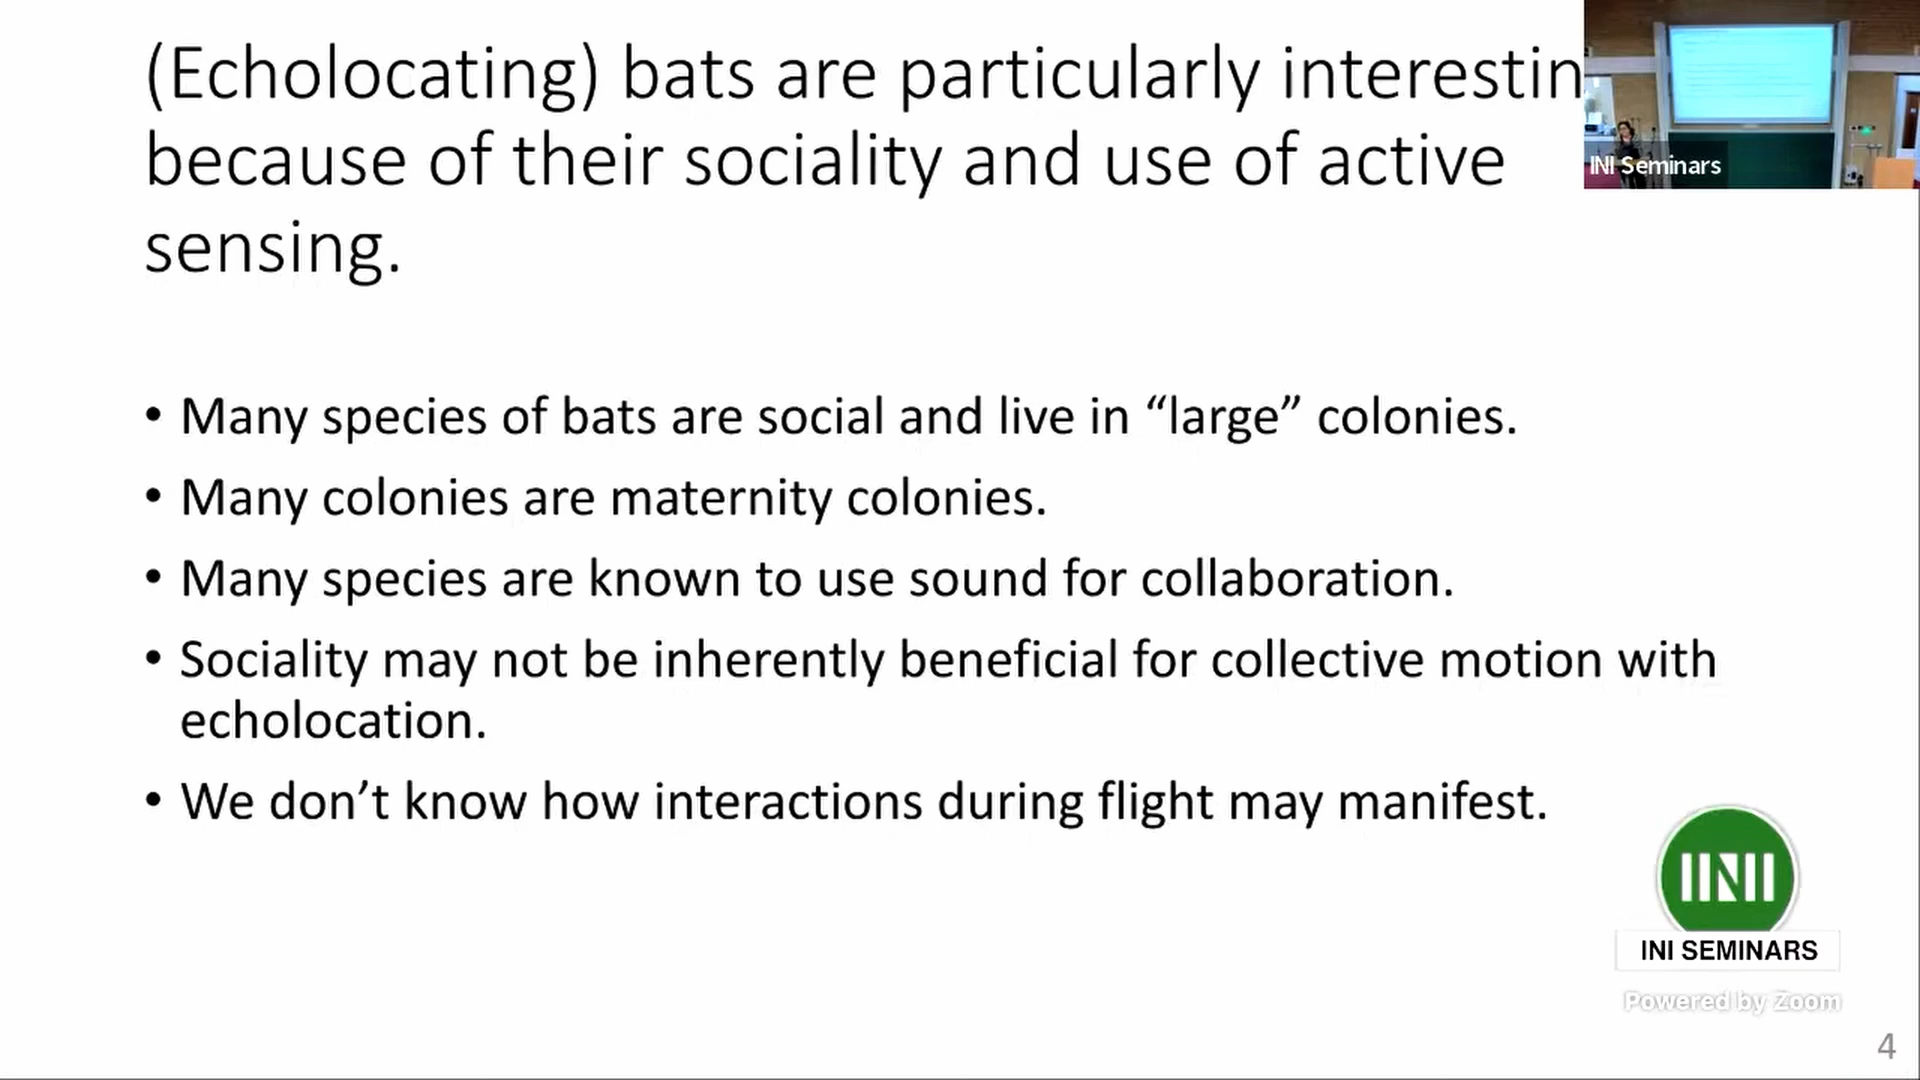 (Echolocating) bats are particularly interestin
because of their sociality and use of active
sensing.
INI Seminars
• Many species of bats are social and live in “large” colonies.
• Many colonies are maternity colonies.
• Many species are known to use sound for collaboration.
• Sociality may not be inherently beneficial for collective motion with
echolocation.
• We don’t know how interactions during flight may manifest.
INI
INI SEMINARS
Powered by Zoom
4